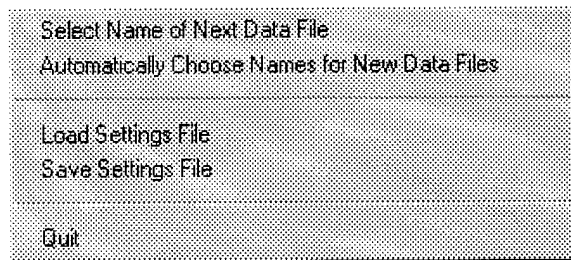 Select Name of Next Data File
Automatically Choose Names for New Data Files
Load Settings File
Save Settings File
Quit